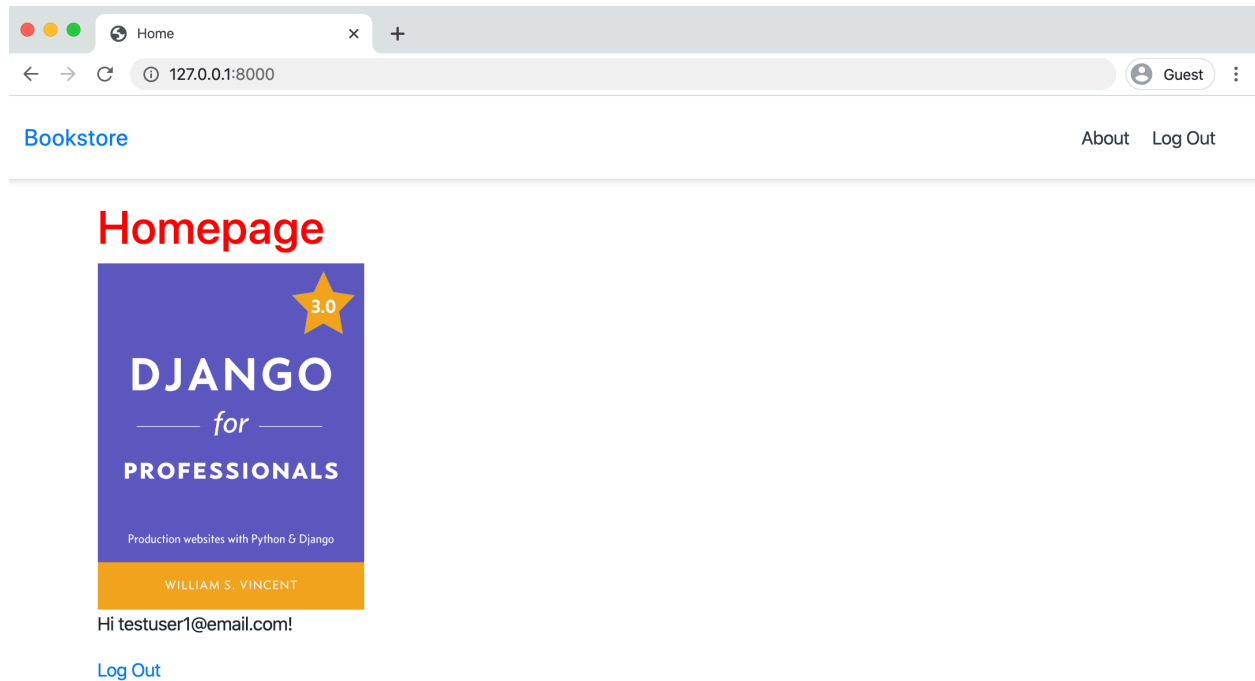 Home
127.0.0.1:8000
Guest
Bookstore
About Log Out
Homepage
3.0
DJANGO
for
PROFESSIONALS
Production websites with Python & Django
WILLIAM S. VINCENT
Hi testuser1@email.com!
Log Out